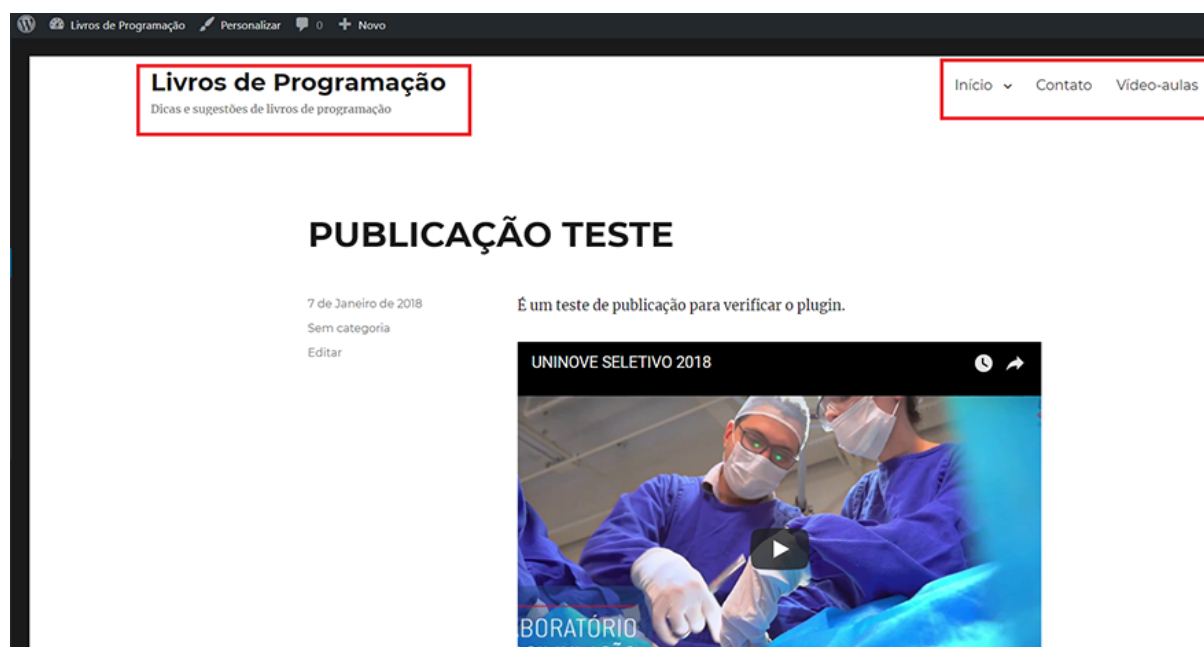 Livros de Programação Personalizar 0 Novo
Livros de Programação
Dicas e sugestões de livros de programação
Início Contato Vídeo-aulas
PUBLICAÇÃO TESTE
7 de Janeiro de 2018
Sem categoria
Editar
É um teste de publicação para verificar o plugin.
UNINOVE SELETIVO 2018
BORATÓRIO